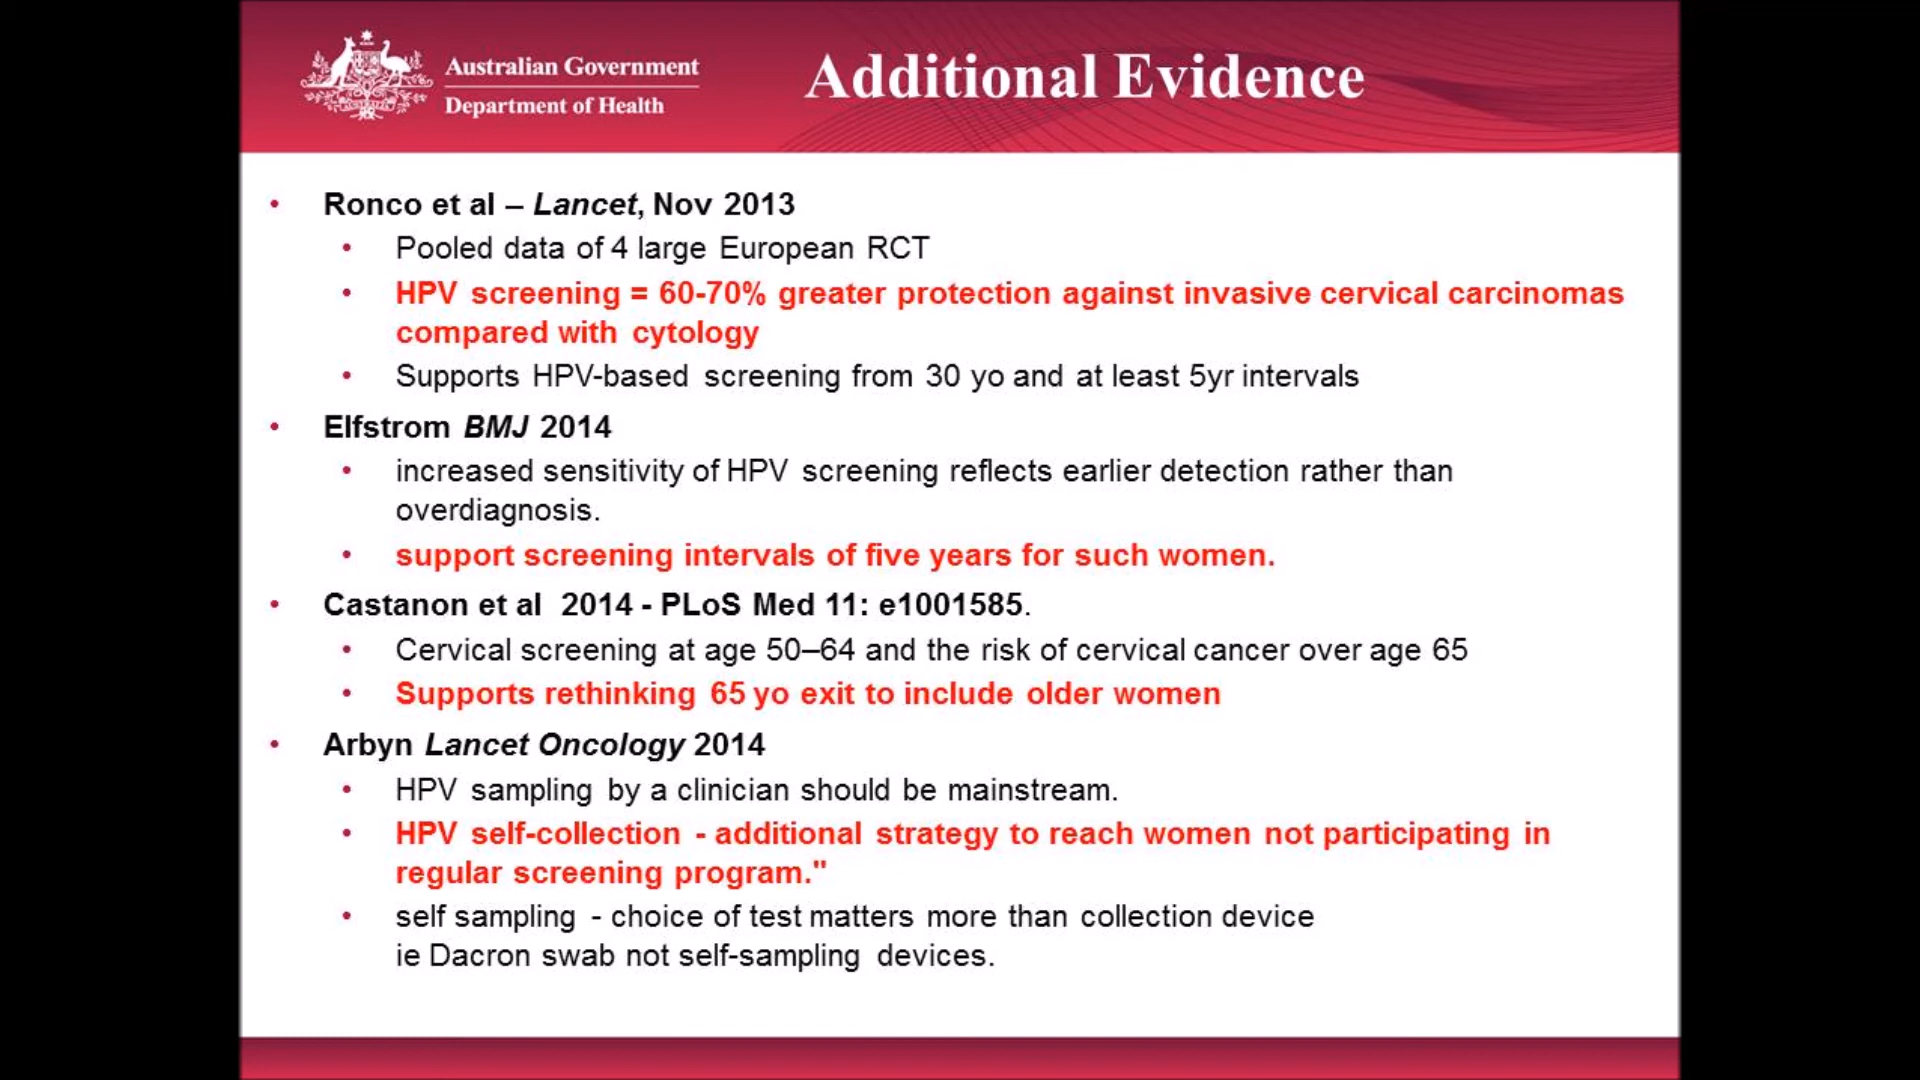 Australian Government
Department of Health
Additional Evidence
• Ronco et al – Lancet, Nov 2013
• Pooled data of 4 large European RCT
• HPV screening = 60-70% greater protection against invasive cervical carcinomas
compared with cytology
• Supports HPV-based screening from 30 yo and at least 5yr intervals
• Elfstrom BMJ 2014
• increased sensitivity of HPV screening reflects earlier detection rather than
overdiagnosis.
• support screening intervals of five years for such women.
• Castanon et al 2014 - PLoS Med 11: e1001585.
• Cervical screening at age 50–64 and the risk of cervical cancer over age 65
• Supports rethinking 65 yo exit to include older women
• Arbyn Lancet Oncology 2014
• HPV sampling by a clinician should be mainstream.
• HPV self-collection - additional strategy to reach women not participating in
regular screening program."
• self sampling - choice of test matters more than collection device
ie Dacron swab not self-sampling devices.